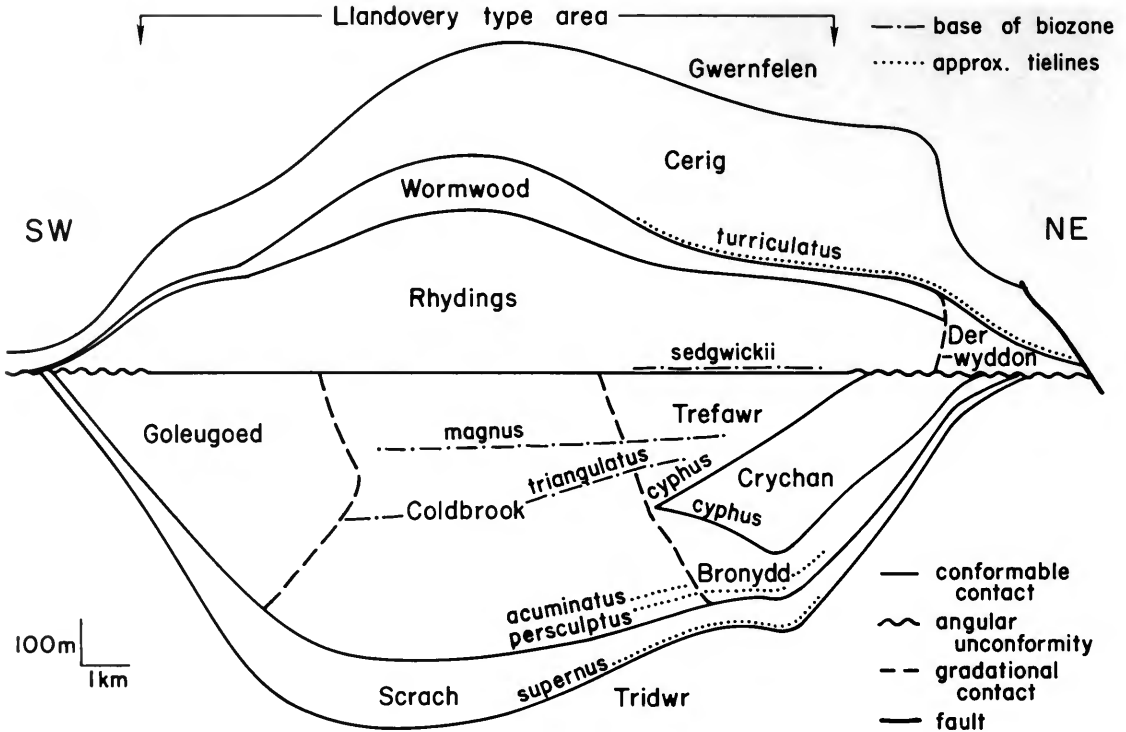 Llandovery type area
base of biozone
approx. tielines
Gwernfelen
Cerig
Wormwood
SW
NE
turriculatus
Rhydings
Der
-wyddon
sedgwickii
Goleugoed
Trefawr
magnus
triangulatus
cyphus
Crychan
Coldbrook
cyphus
Bronydd
acuminatus
persculptus
100m
1km
Scrach
supernus
Tridwr
conformable
contact
angular
unconformity
gradational
contact
fault